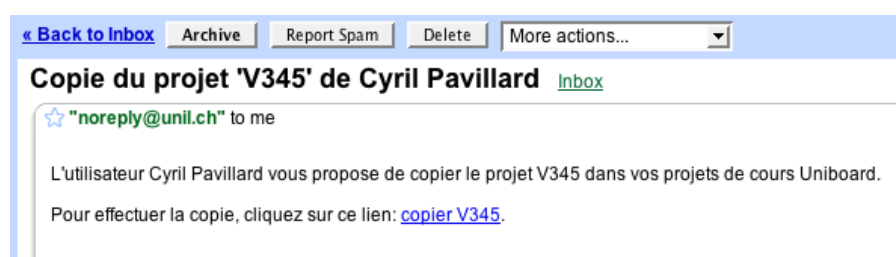 « Back to Inbox Archive Report Spam Delete More actions...
Copie du projet 'V345' de Cyril Pavillard Inbox
"noreply@unil.ch" to me
L'utilisateur Cyril Pavillard vous propose de copier le projet V345 dans vos projets de cours Uniboard.
Pour effectuer la copie, cliquez sur ce lien: copier V345.